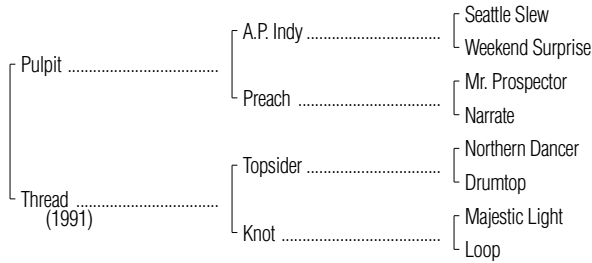 Seattle Slew
A.P. Indy ................................
Weekend Surprise
Pulpit ....................................
Mr. Prospector
Preach ..................................
Narrate
Northern Dancer
Topsider ................................
Drumtop
Thread ..................................
(1991)
Majestic Light
Knot ......................................
Loop